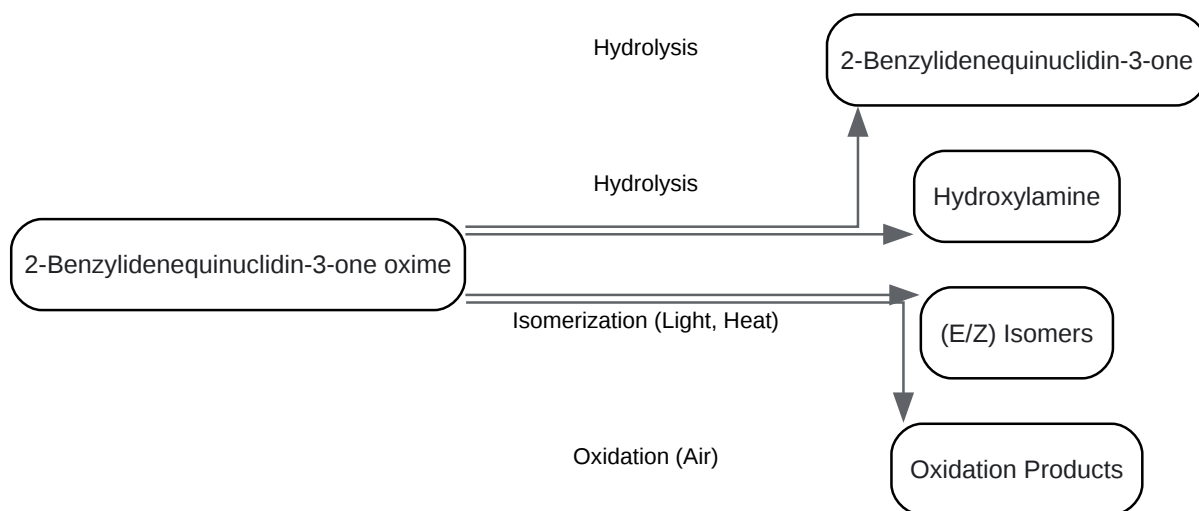 Hydrolysis
2-Benzylidenequinuclidin-3-one
Hydrolysis
Hydroxylamine
2-Benzylidenequinuclidin-3-one oxime
Isomerization (Light, Heat)
(E/Z) Isomers
Oxidation (Air)
Oxidation Products